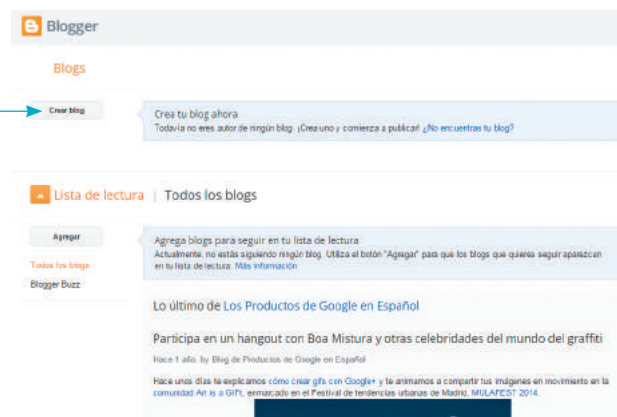 Blogger
Blogs
Crear blog
Crea tu blog ahora
Todavía no eres autor de ningún blog. ¡Crea uno y comienza a publicar! ¿No encuentras tu blog?
Lista de lectura | Todos los blogs
Agregar
Todos los blogs
Blogger Buzz
Agrega blogs para seguir en tu lista de lectura
Actualmente, no estás siguiendo ningún blog. Utiliza el botón "Agregar" para que los blogs que quieras seguir aparezcan
en tu lista de lectura. Más información
Lo último de Los Productos de Google en Español
Participa en un hangout con Boa Mistura y otras celebridades del mundo del graffiti
Hace 1 año. by Blog de Productos de Google en Español
Hace unos días te explicamos cómo crear gifs con Google+ y te animamos a compartir tus imágenes en movimiento en la
comunidad Art is a GIFt, enmarcado en el Festival de tendencias urbanas de Madrid, MULAFEST 2014.